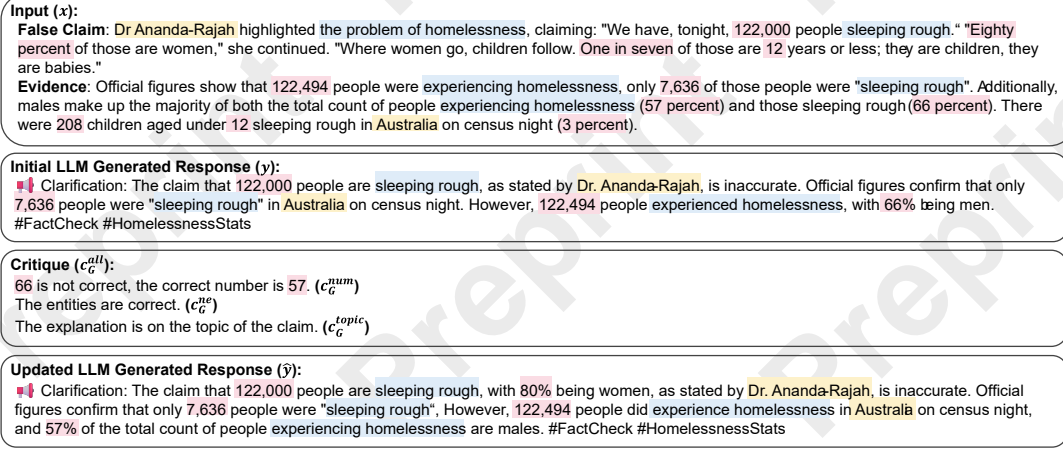 Input (x):
False Claim: Dr Ananda-Rajah highlighted the problem of homelessness, claiming: "We have, tonight, 122,000 people sleeping rough.“ "Eighty
percent of those are women," she continued. "Where women go, children follow. One in seven of those are 12 years or less; they are children, they
are babies."
Evidence: Official figures show that 122,494 people were experiencing homelessness, only 7,636 of those people were "sleeping rough". Additionally,
males make up the majority of both the total count of people experiencing homelessness (57 percent) and those sleeping rough (66 percent). There
were 208 children aged under 12 sleeping rough in Australia on census night (3 percent).
Initial LLM Generated Response (y):
Clarification: The claim that 122,000 people are sleeping rough, as stated by Dr. Ananda-Rajah, is inaccurate. Official figures confirm that only
7,636 people were "sleeping rough" in Australia on census night. However, 122,494 people experienced homelessness, with 66% being men.
#FactCheck #HomelessnessStats
Critique (c_G^all):
66 is not correct, the correct number is 57. (c_G^num)
The entities are correct. (c_G^ne)
The explanation is on the topic of the claim. (c_G^topic)
Updated LLM Generated Response (ŷ):
Clarification: The claim that 122,000 people are sleeping rough, with 80% being women, as stated by Dr. Ananda-Rajah, is inaccurate. Official
figures confirm that only 7,636 people were "sleeping rough“, However, 122,494 people did experience homelessness in Australia on census night,
and 57% of the total count of people experiencing homelessness are males. #FactCheck #HomelessnessStats
Preprint